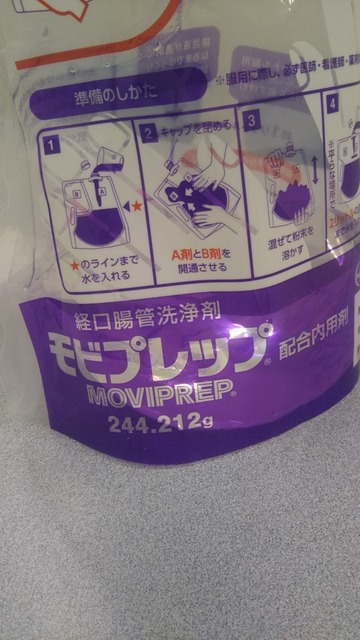 ※服用に際し、必ず医師・看護師・薬剤
準備のしかた
1
2 キャップを閉める
3
4
A
B
★
★のラインまで
水を入れる
A剤とB剤を
開通させる
混ぜて粉末を
溶かす
経口腸管洗浄剤
モビプレップ® 配合内用剤
MOVIPREP®
244.212g